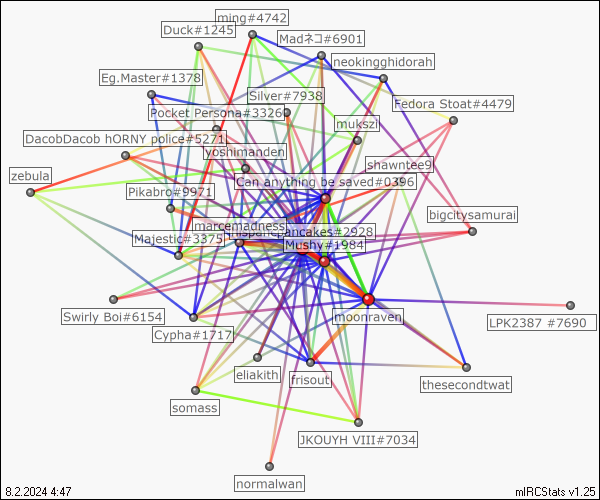 ming#4742
Duck#1245
Madネコ#6901
neokingghidorah
Eg.Master#1378
Silver#7938
Fedora Stoat#4479
Pocket Persona#3326
mukszi
DacobDacob hORNY police#5271
yoshimanden
shawntee9
zebula
Can anything be saved#0396
Pikabro#9971
bigcitysamurai
marcemadness
pancakes#2928
Majestic#3375
Mushy#1984
Swirly Boi#6154
moonraven
LPK2387 #7690
Cypha#1717
eliakith
frisout
thesecondtwat
somass
JKOUYH VIII#7034
normalwan
8.2.2024 4:47
mIRCStats v1.25